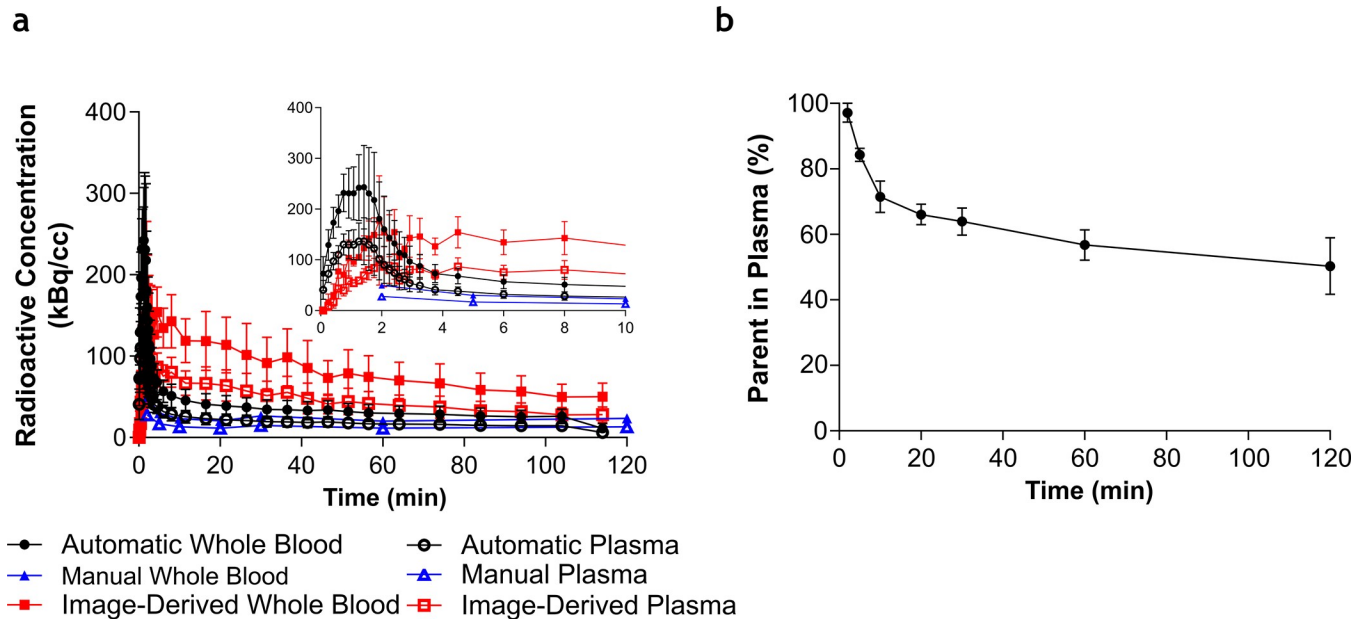 a
b
Radioactive Concentration
(kBq/cc)
400
300
200
100
0
0 20 40 60 80 100 120
Time (min)
400
300
200
100
0
0 2 4 6 8 10
Parent in Plasma (%)
100
80
60
40
20
0
0 20 40 60 80 100 120
Time (min)
Automatic Whole Blood
Automatic Plasma
Manual Whole Blood
Manual Plasma
Image-Derived Whole Blood
Image-Derived Plasma